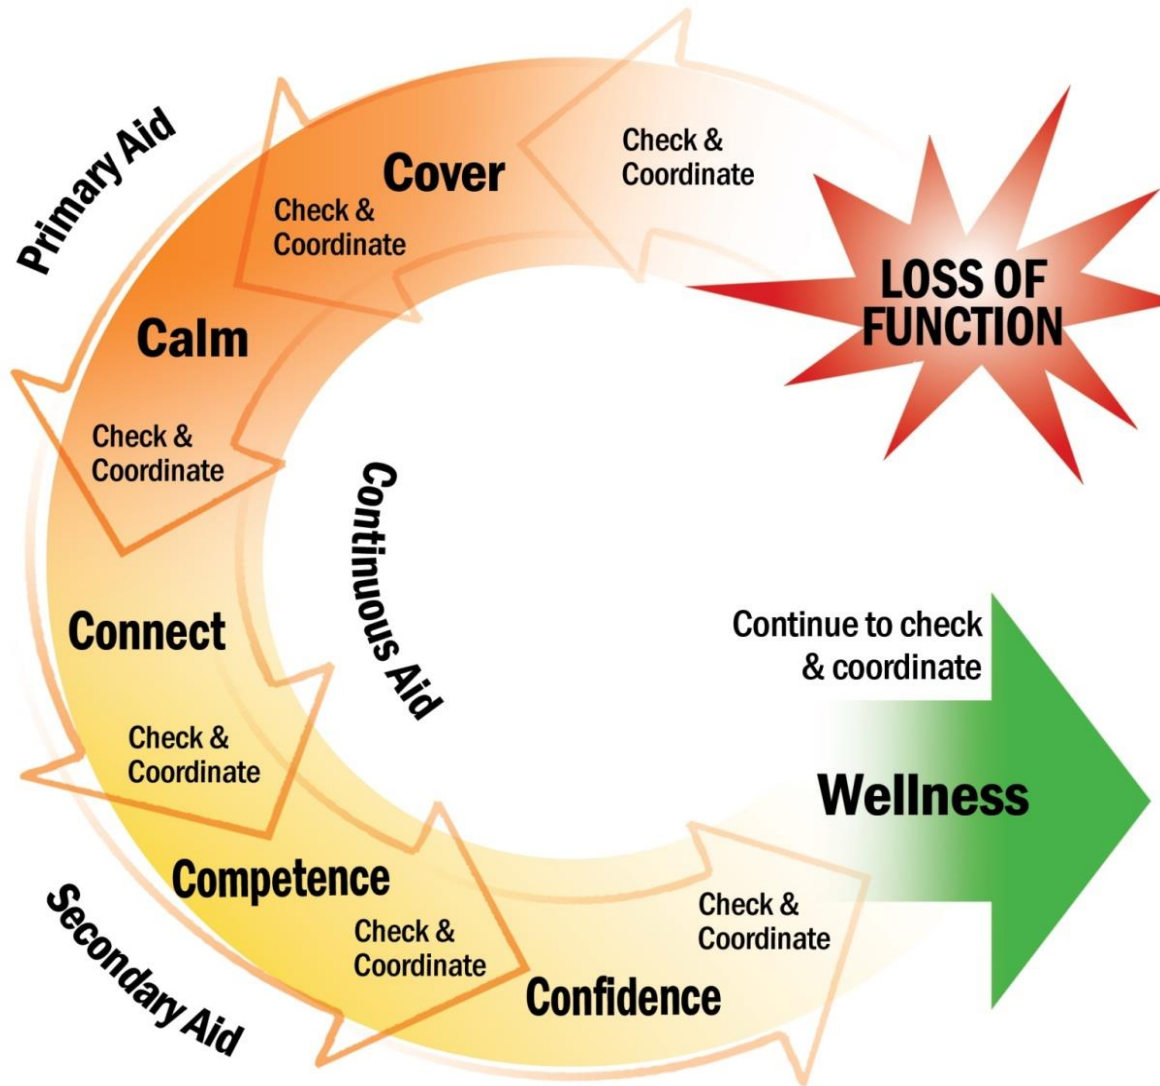 LOSS OF
FUNCTION
Check &
Coordinate
Cover
Check &
Coordinate
Primary Aid
Calm
Check &
Coordinate
Continuous Aid
Connect
Check &
Coordinate
Competence
Check &
Coordinate
Secondary Aid
Confidence
Check &
Coordinate
Continue to check
& coordinate
Wellness